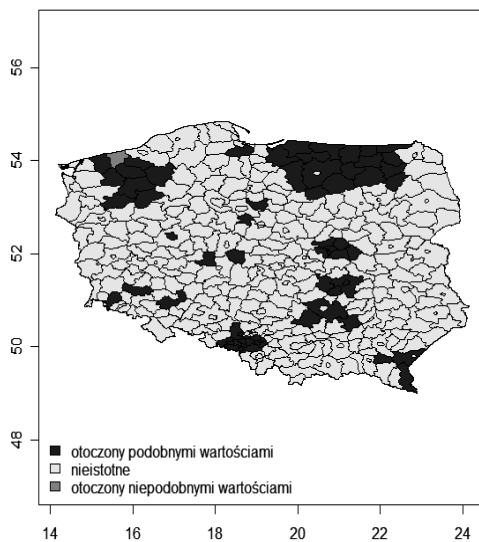 56
54
52
50
48
otoczony podobnymi wartościami
nieistotne
otoczony niepodobnymi wartościami
14 16 18 20 22 24